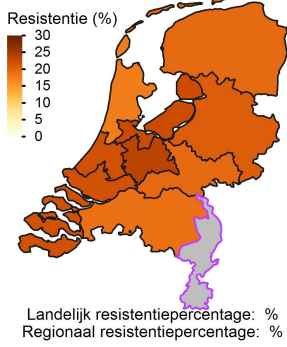 Resistentie (%)
30
25
20
15
10
5
0
Landelijk resistentiepercentage: %
Regionaal resistentiepercentage: %